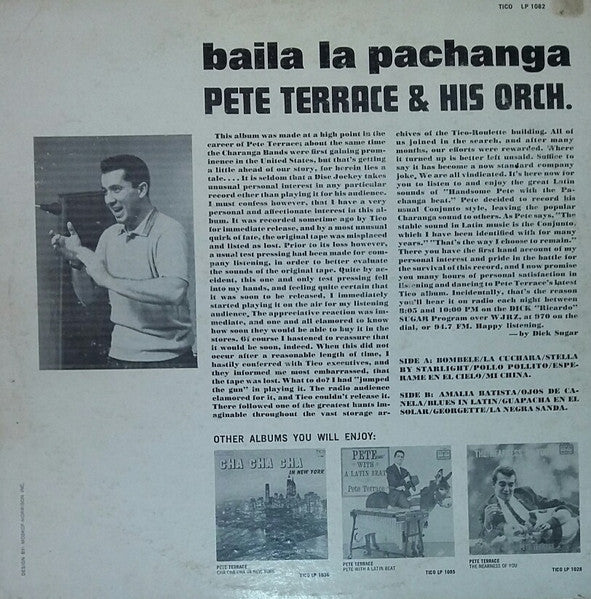 TICO LP 1082
baila la pachanga
PETE TERRACE & HIS ORCH.
This album was made at a high point in the
career of Pete Terrace; about the same time
the Charanga Bands were first gaining prom-
inence in the United States, but that's getting
a little ahead of our story, for herein lies a
tale.... It is seldom that a Disc Jockey takes
unusual personal interest in any particular
record other than playing it for his audience.
I must confess however, that I have a very
personal and affectionate interest in this al-
bum. It was recorded sometime ago by Tico
for immediate release, and by a most unusual
quirk of fate, the original tape was misplaced
and listed as lost. Prior to its loss however,
a usual test pressing had been made for com-
pany listening, in order to better evaluate
the sounds of the original tape. Quite by ac-
cident, this one and only test pressing fell
into my hands, and feeling quite certain that
it was soon to be released, I immediately
started playing it on the air for my listening
audience. The appreciative reaction was im-
mediate, and one and all clamored to know
how soon they would be able to buy it in the
stores. Of course I hastened to reassure that
it would be soon, indeed. When this did not
occur after a reasonable length of time, I
hastily conferred with Tico executives, and
they informed me most embarrassed, that
the tape was lost. What to do? I had "jumped
the gun" in playing it. The radio audience
clamored for it, and Tico couldn't release it.
There followed one of the greatest hunts im-
aginable throughout the vast storage ar-
chives of the Tico-Roulette building. All of
us joined in the search, and after many
months, our efforts were rewarded. Where
it turned up is better left unsaid. Suffice to
say it has become a now standard company
joke, We are all vindicated. It's here now for
you to listen to and enjoy the great Latin
sounds of "Handsome Pete with the Pa-
changa beat." Pete decided to record his
usual Conjunto style, leaving the popular
Charanga sound to others. As Pete says, "The
stable sound in Latin music is the Conjunto,
which I have been identified with for many
years." "That's the way I choose to remain."
There you have the first hand account of my
personal interest and pride in the battle for
the survival of this record, and I now promise
you many hours of personal satisfaction in
listening and dancing to Pete Terrace's latest
Tico album. Incidentally, that's the reason
you'll hear it on radio each night between
8:05 and 10:00 PM on the DICK "Ricardo"
SUGAR Program over WJRZ, at 970 on the
dial, or 94.7 FM. Happy listening.
—by Dick Sugar
SIDE A: BOMBELE/LA CUCHARA/STELLA
BY STARLIGHT/POLLO POLLITO/ESPE-
RAME EN EL CIELO/MI CHINA.
SIDE B: AMALIA BATISTA/OJOS DE CA-
NELA/BLUES IN LATIN/GUAPACHA EN EL
SOLAR/GEORGETTE/LA NEGRA SANDA.
OTHER ALBUMS YOU WILL ENJOY:
CHA CHA CHA
IN NEW YORK
PETE TERRACE
CHA CHA CHA IN NEW YORK
TICO LP 1036
PETE
WITH
A LATIN BEAT
Pete Terrace
PETE TERRACE
PETE WITH A LATIN BEAT
TICO LP 1005
THE NEARNESS OF YOU
PETE TERRACE
THE NEARNESS OF YOU
TICO LP 1028
DESIGN BY: MOSKOF-MORRISON INC.